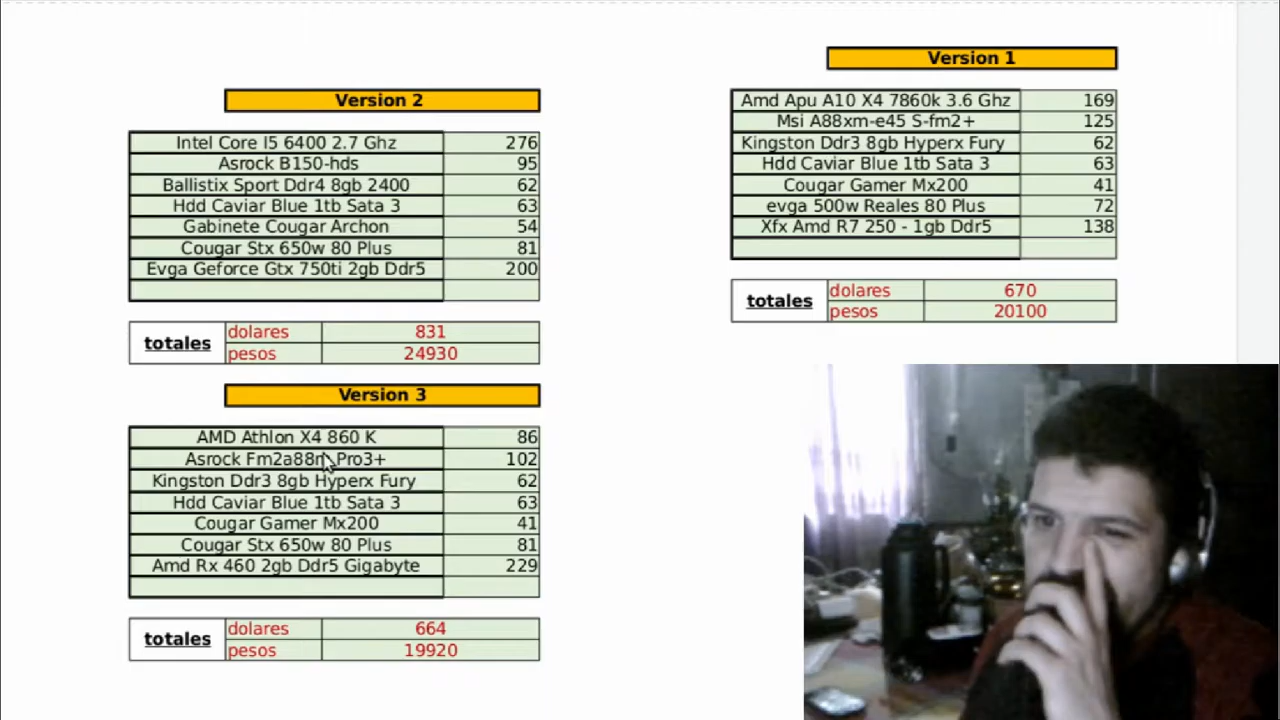 Version 1
Amd Apu A10 X4 7860k 3.6 Ghz 169
Msi A88xm-e45 S-fm2+ 125
Kingston Ddr3 8gb Hyperx Fury 62
Hdd Caviar Blue 1tb Sata 3 63
Cougar Gamer Mx200 41
evga 500w Reales 80 Plus 72
Xfx Amd R7 250 - 1gb Ddr5 138
totales
dolares 670
pesos 20100
Version 2
Intel Core I5 6400 2.7 Ghz 276
Asrock B150-hds 95
Ballistix Sport Ddr4 8gb 2400 62
Hdd Caviar Blue 1tb Sata 3 63
Gabinete Cougar Archon 54
Cougar Stx 650w 80 Plus 81
Evga Geforce Gtx 750ti 2gb Ddr5 200
totales
dolares 831
pesos 24930
Version 3
AMD Athlon X4 860 K 86
Asrock Fm2a88m Pro3+ 102
Kingston Ddr3 8gb Hyperx Fury 62
Hdd Caviar Blue 1tb Sata 3 63
Cougar Gamer Mx200 41
Cougar Stx 650w 80 Plus 81
Amd Rx 460 2gb Ddr5 Gigabyte 229
totales
dolares 664
pesos 19920